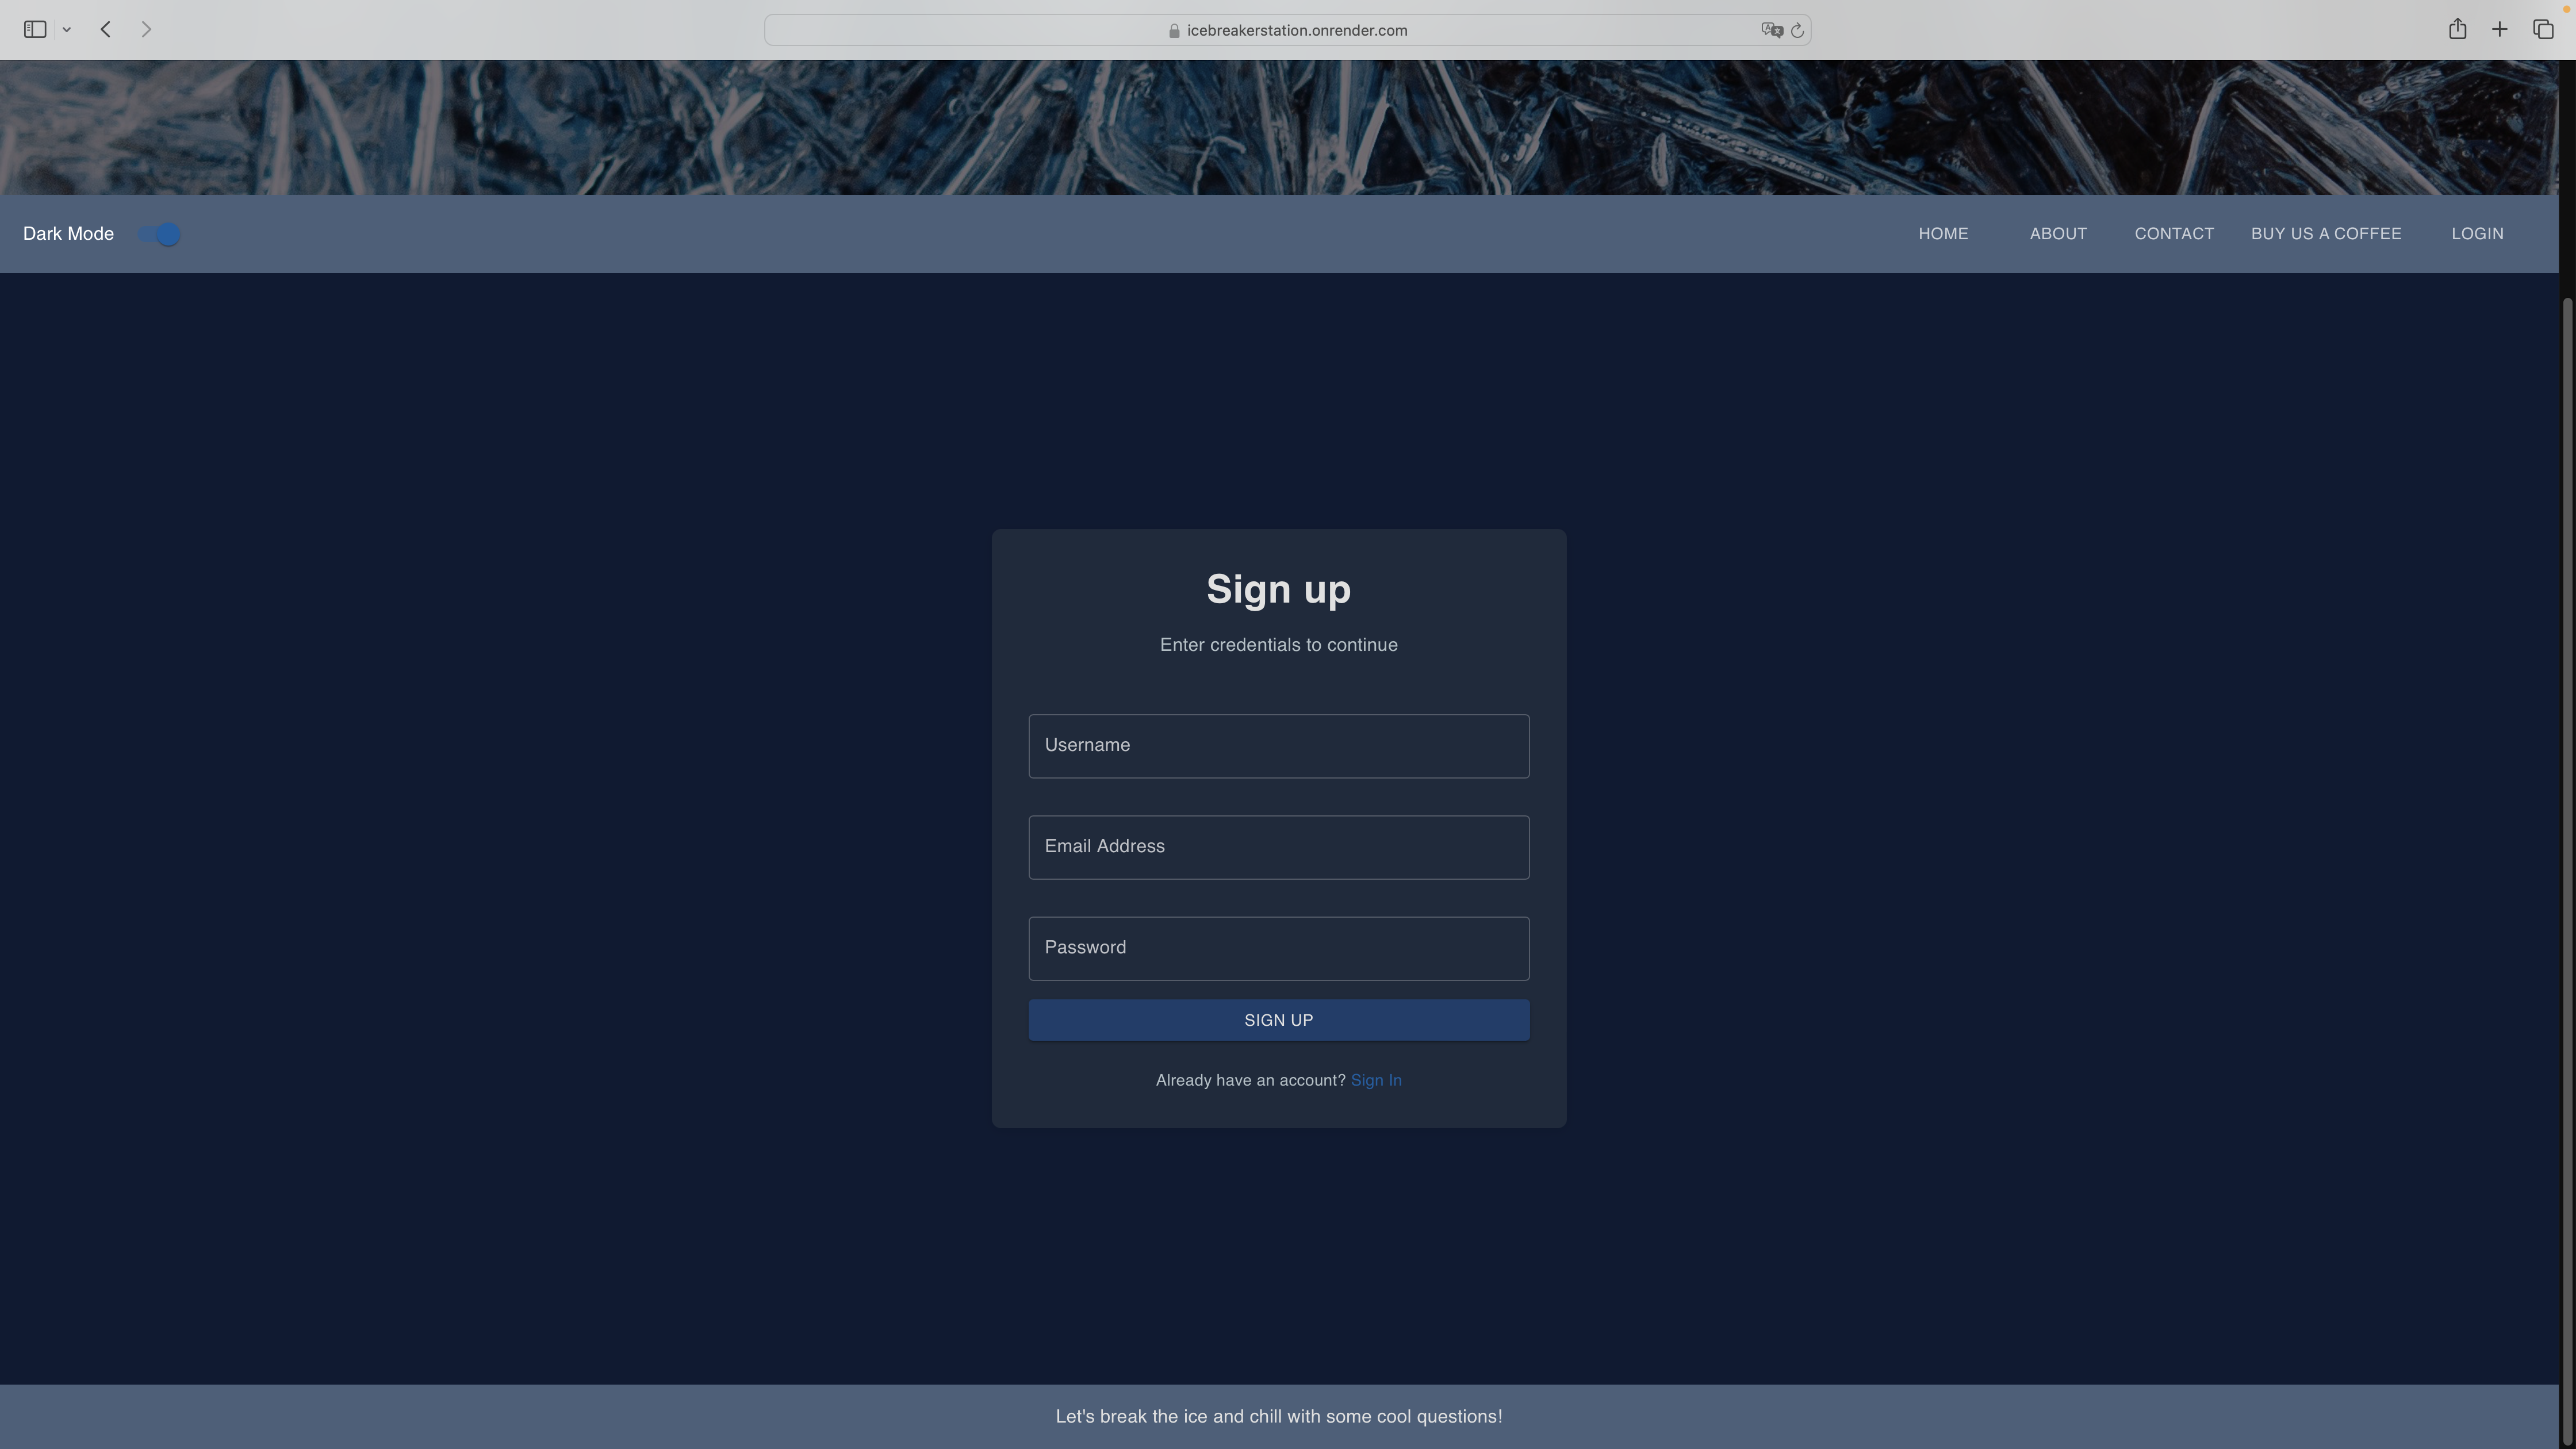 icebreakerstation.onrender.com
Dark Mode
HOME ABOUT CONTACT BUY US A COFFEE LOGIN
Sign up
Enter credentials to continue
Username
Email Address
Password
SIGN UP
Already have an account? Sign In
Let's break the ice and chill with some cool questions!